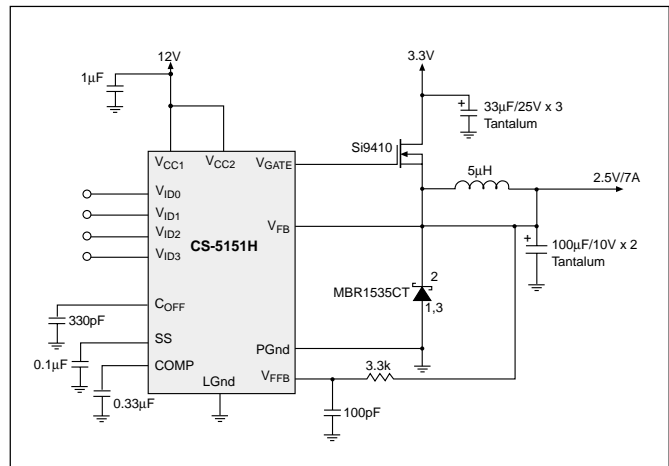 12V
1μF
3.3V
+
33μF/25V x 3
Tantalum
Si9410
VCC1
VCC2
VGATE
5μH
2.5V/7A
VID0
VID1
VID2
VID3
CS-5151H
VFB
+
100μF/10V x 2
Tantalum
2
MBR1535CT
1,3
COFF
330pF
SS
0.1μF
COMP
0.33μF
LGnd
PGnd
VFFB
3.3k
100pF